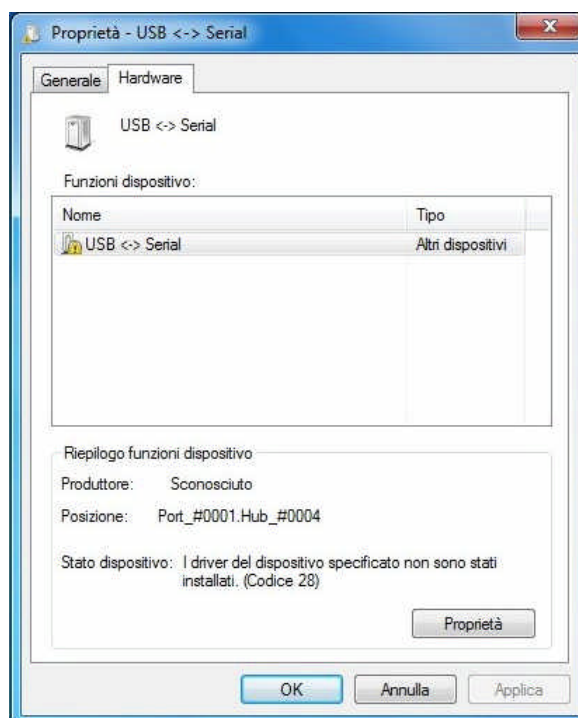 Proprietà - USB <-> Serial
Generale
Hardware
USB <-> Serial
Funzioni dispositivo:
Nome
Tipo
USB <-> Serial
Altri dispositivi
Riepilogo funzioni dispositivo
Produttore: Sconosciuto
Posizione: Port_#0001.Hub_#0004
Stato dispositivo: I driver del dispositivo specificato non sono stati
installati. (Codice 28)
Proprietà
OK
Annulla
Applica